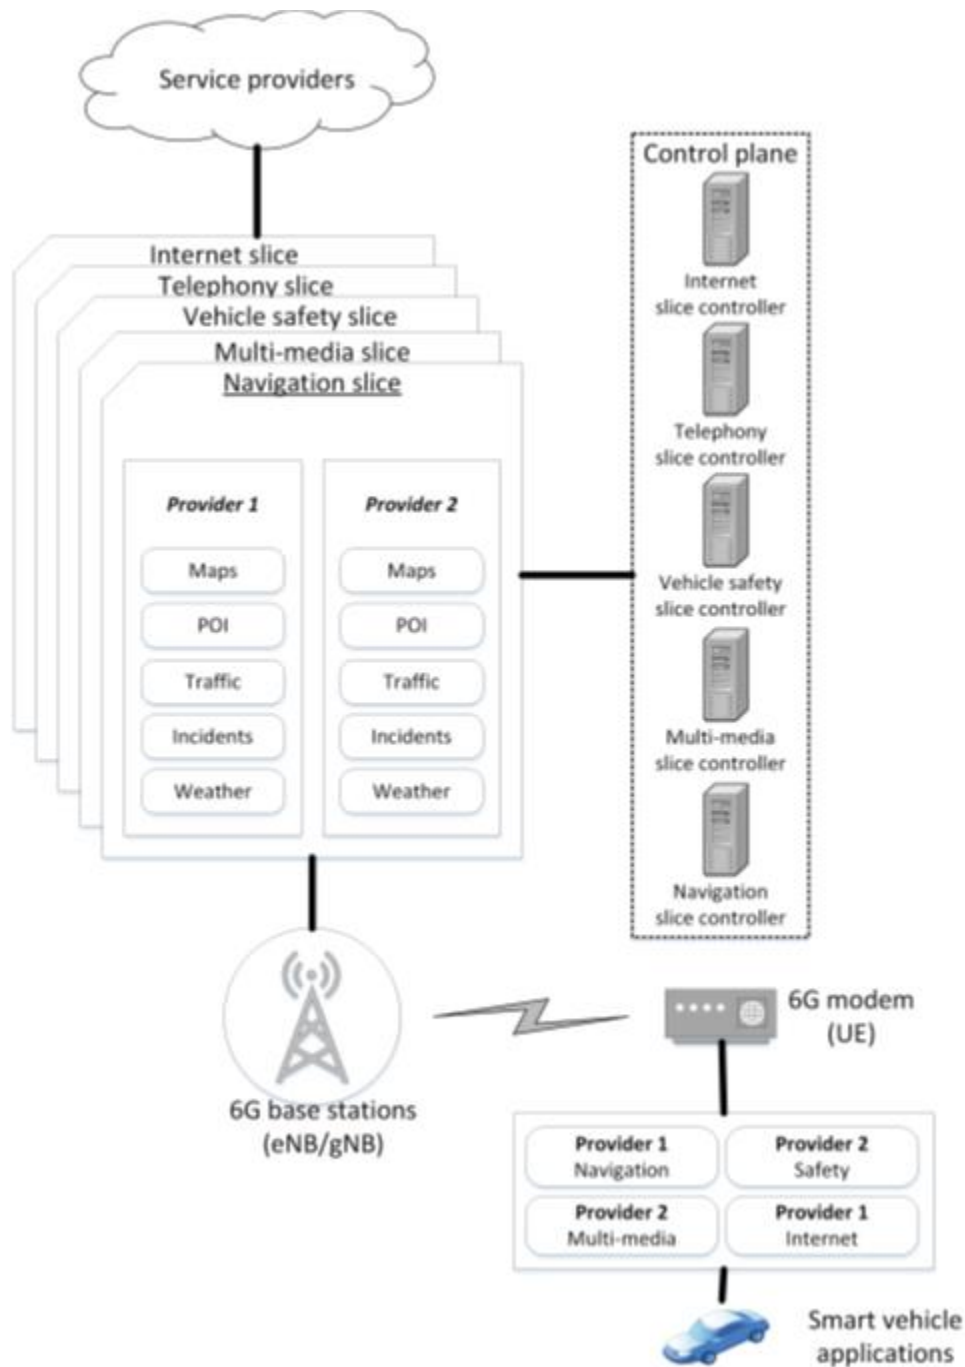 Service providers
Control plane
Internet
slice controller
Telephony
slice controller
Vehicle safety
slice controller
Multi-media
slice controller
Navigation
slice controller
Internet slice
Telephony slice
Vehicle safety slice
Multi-media slice
Navigation slice
Provider 1
Maps
POI
Traffic
Incidents
Weather
Provider 2
Maps
POI
Traffic
Incidents
Weather
6G base stations
(eNB/gNB)
6G modem
(UE)
Provider 1
Navigation
Provider 2
Safety
Provider 2
Multi-media
Provider 1
Internet
Smart vehicle
applications